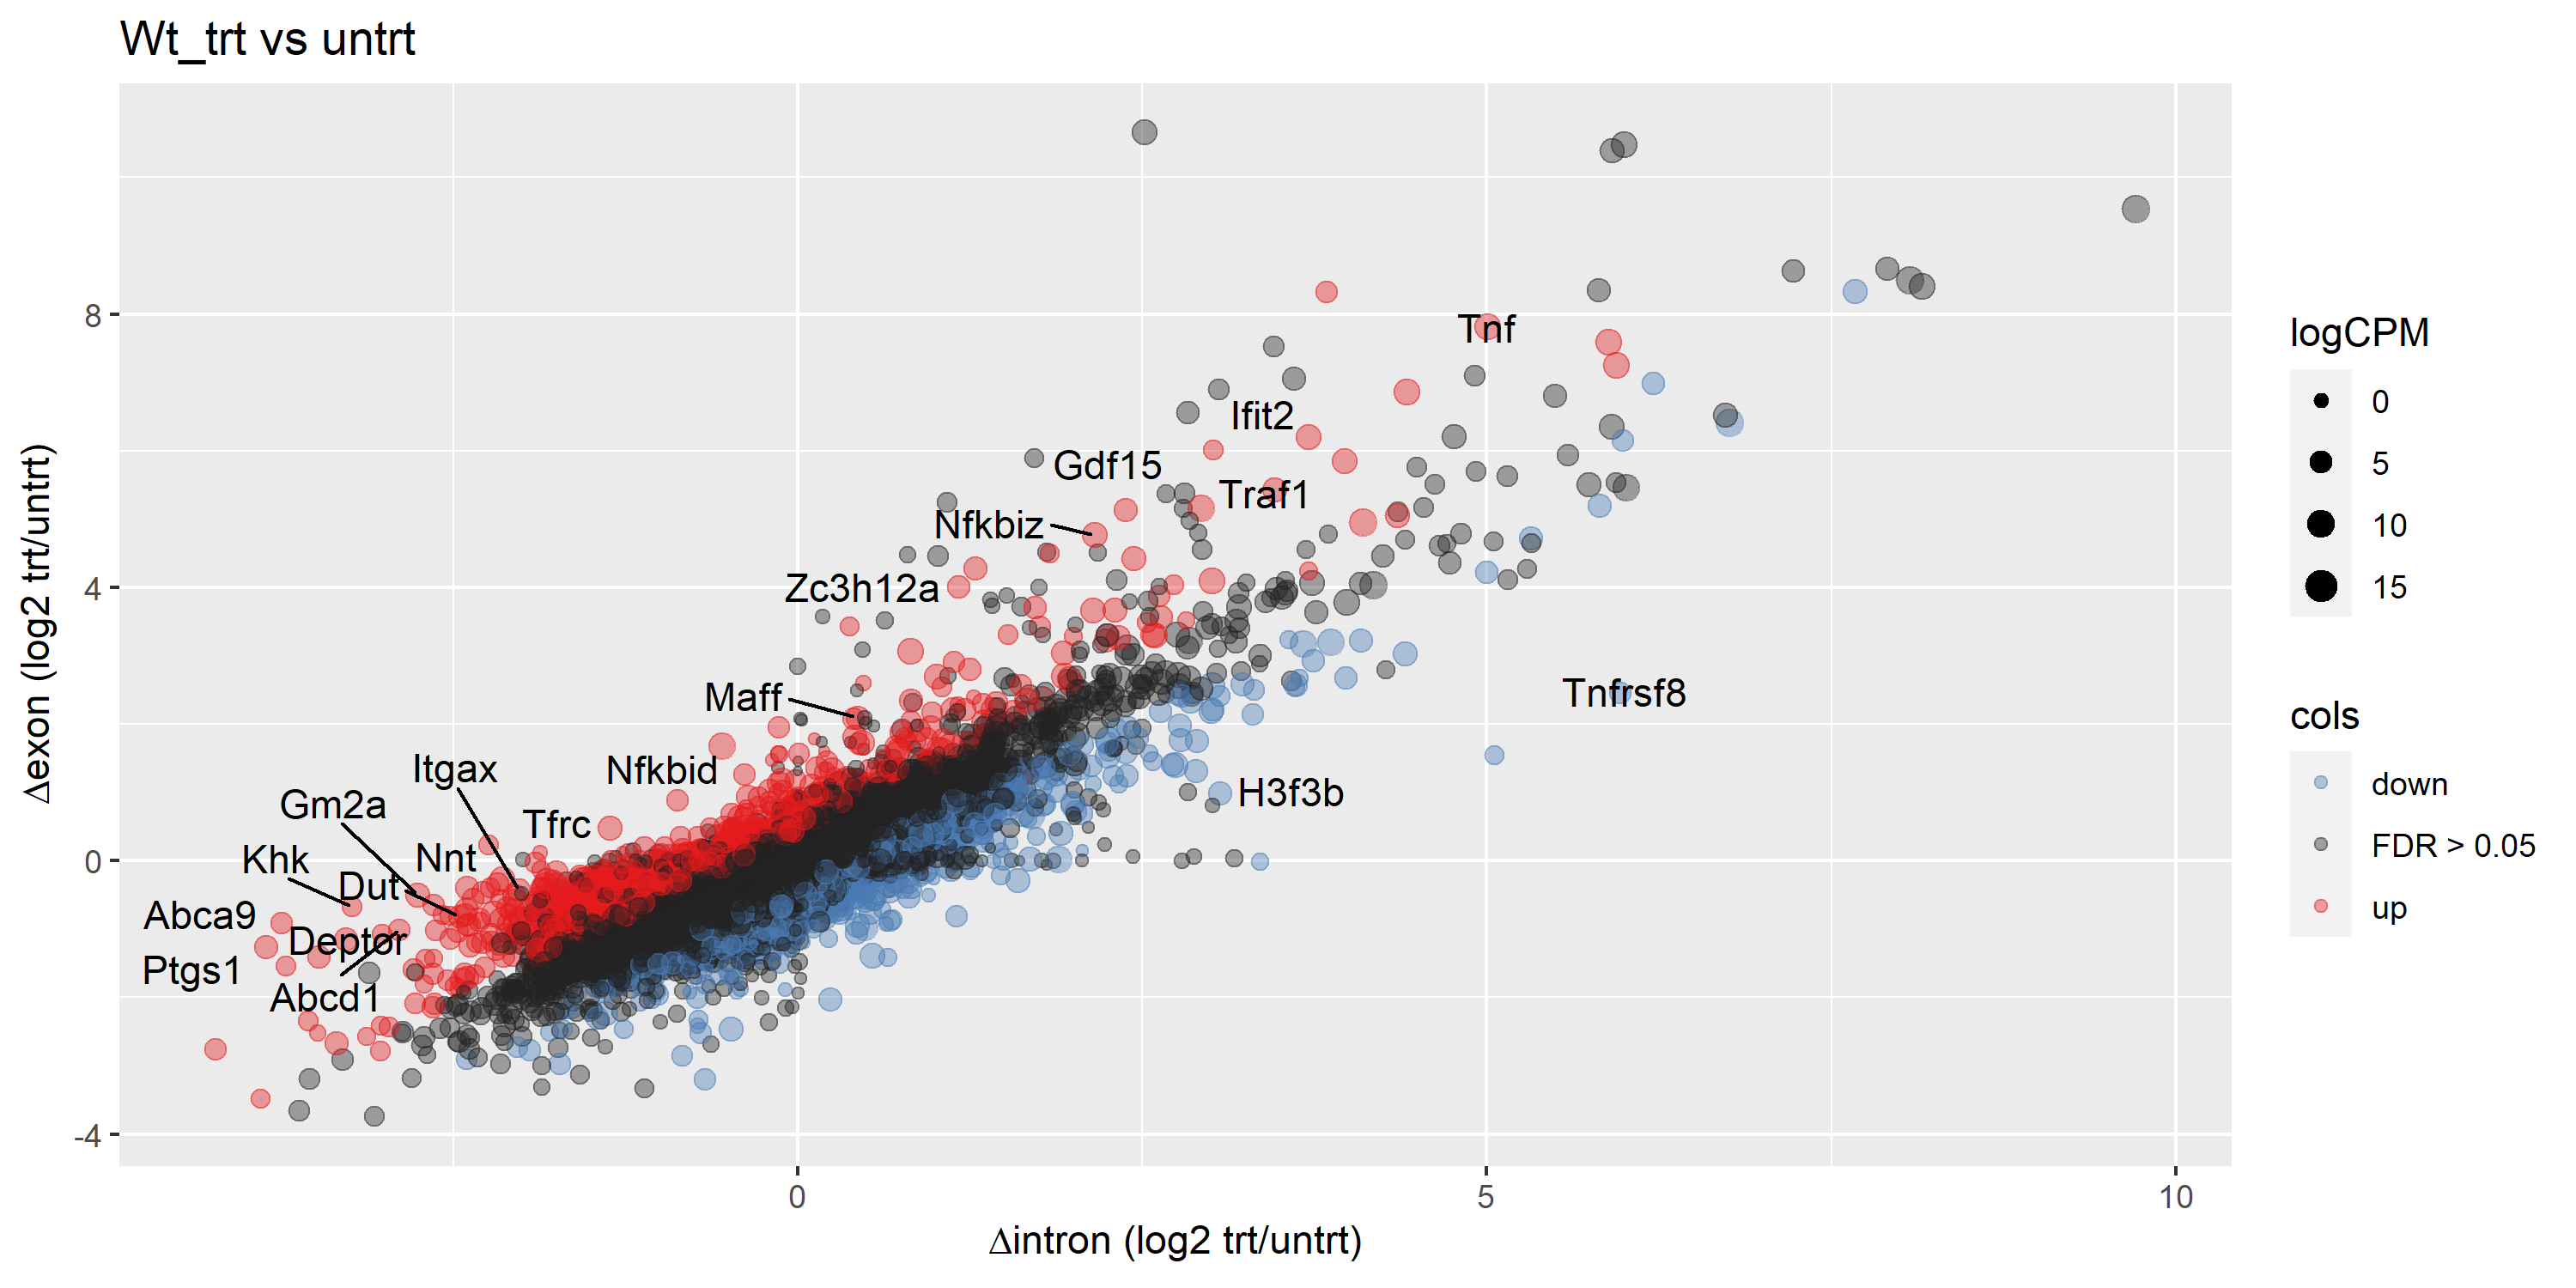 Wt_trt vs untrt
Δexon (log2 trt/untrt)
8
4
0
-4
Tnf
Ifit2
Gdf15
Traf1
Nfkbiz
Zc3h12a
Maff
Tnfrsf8
Itgax
Nfkbid
H3f3b
Gm2a
Tfrc
Khk
Nnt
Dut
Abca9
Deptor
Ptgs1
Abcd1
0
5
10
Δintron (log2 trt/untrt)
logCPM
0
5
10
15
cols
down
FDR > 0.05
up